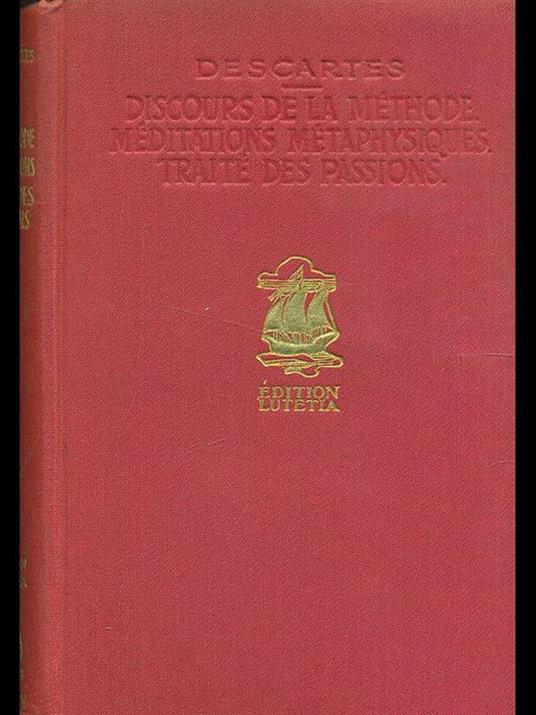 DESCARTES
DISCOURS DE LA MÉTHODE.
MÉDITATIONS MÉTAPHYSIQUES.
TRAITÉ DES PASSIONS.
ÉDITION
LUTETIA